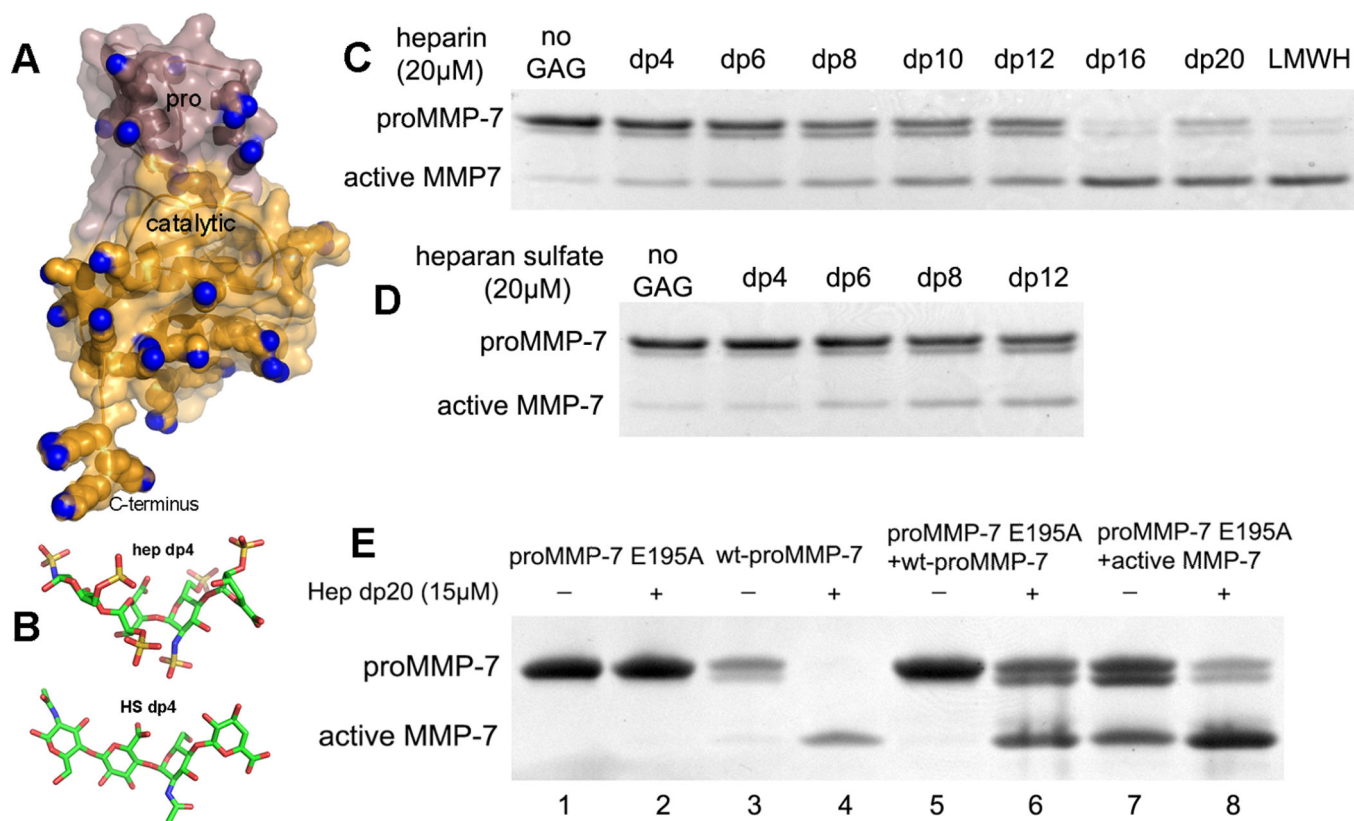 A
pro
catalytic
C-terminus
B
hep dp4
HS dp4
C
heparin
(20µM)
no
GAG
dp4 dp6 dp8 dp10 dp12 dp16 dp20 LMWH
proMMP-7
active MMP7
D
heparan sulfate
(20µM)
no
GAG
dp4 dp6 dp8 dp12
proMMP-7
active MMP-7
E
proMMP-7 E195A wt-proMMP-7
proMMP-7 E195A
+wt-proMMP-7
proMMP-7 E195A
+active MMP-7
Hep dp20 (15µM) – + – + – + – +
proMMP-7
active MMP-7
1 2 3 4 5 6 7 8